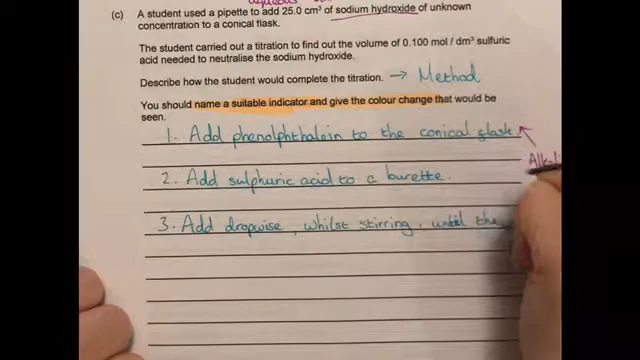 aqueous
(c) A student used a pipette to add 25.0 cm³ of sodium hydroxide of unknown
concentration to a conical flask.
The student carried out a titration to find out the volume of 0.100 mol / dm³ sulfuric
acid needed to neutralise the sodium hydroxide.
Describe how the student would complete the titration. → Method
You should name a suitable indicator and give the colour change that would be
seen.
1. Add phenolphthalein to the conical flask.
Alkal
2. Add sulphuric acid to a burette.
3. Add dropwise, whilst stirring, until the